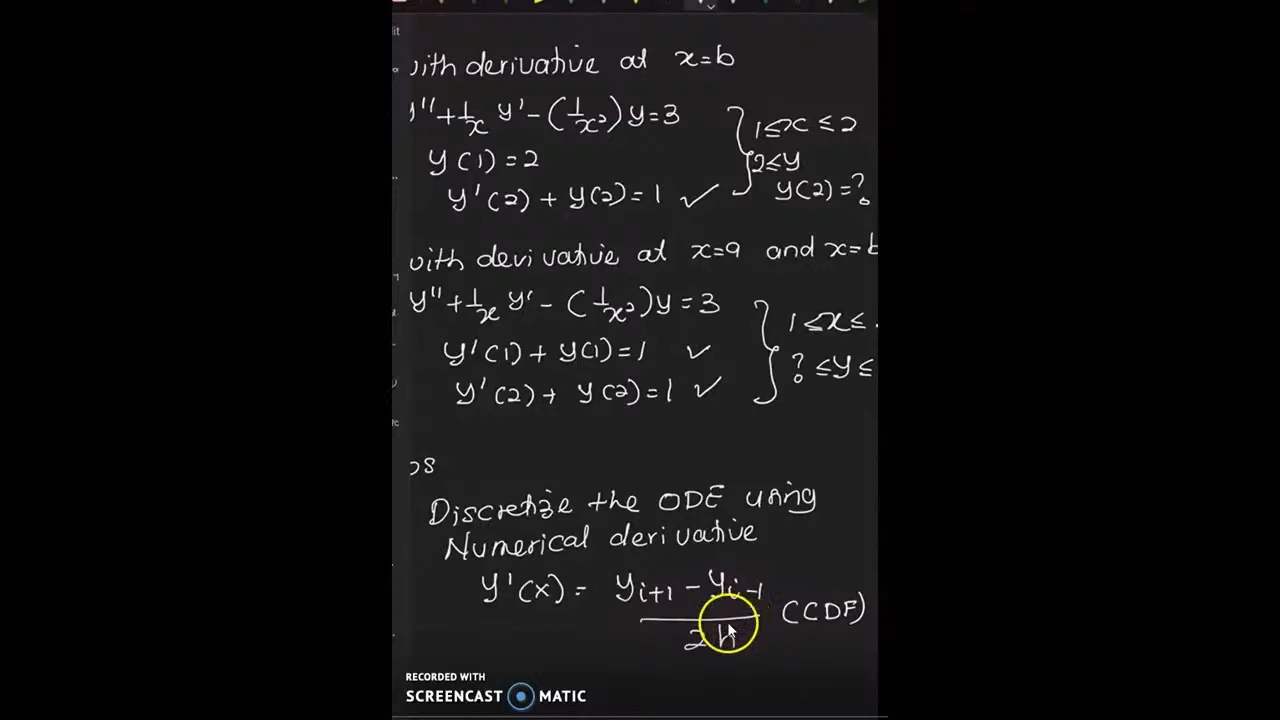 with derivative at x=b
y'' + 1/x y' - (1/x²) y = 3
1 ≤ x ≤ 2
y(1) = 2
2 ≤ y
y'(2) + y(2) = 1 ✓
y(2) = ?
with derivative at x=a and x=b
y'' + 1/x y' - (1/x²) y = 3
1 ≤ x ≤
y'(1) + y(1) = 1 ✓
? ≤ y ≤
y'(2) + y(2) = 1 ✓
Discretize the ODE using
Numerical derivative
y'(x) = (y_{i+1} - y_{i-1}) / 2h (CDF)
RECORDED WITH
SCREENCAST MATIC